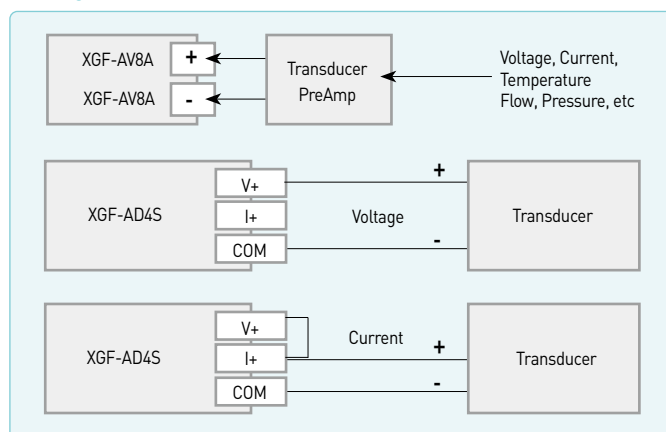 XGF-AV8A
+
XGF-AV8A
-
Transducer
PreAmp
Voltage, Current,
Temperature
Flow, Pressure, etc
XGF-AD4S
V+
I+
COM
+
Voltage
-
Transducer
XGF-AD4S
V+
I+
COM
Current
+
-
Transducer